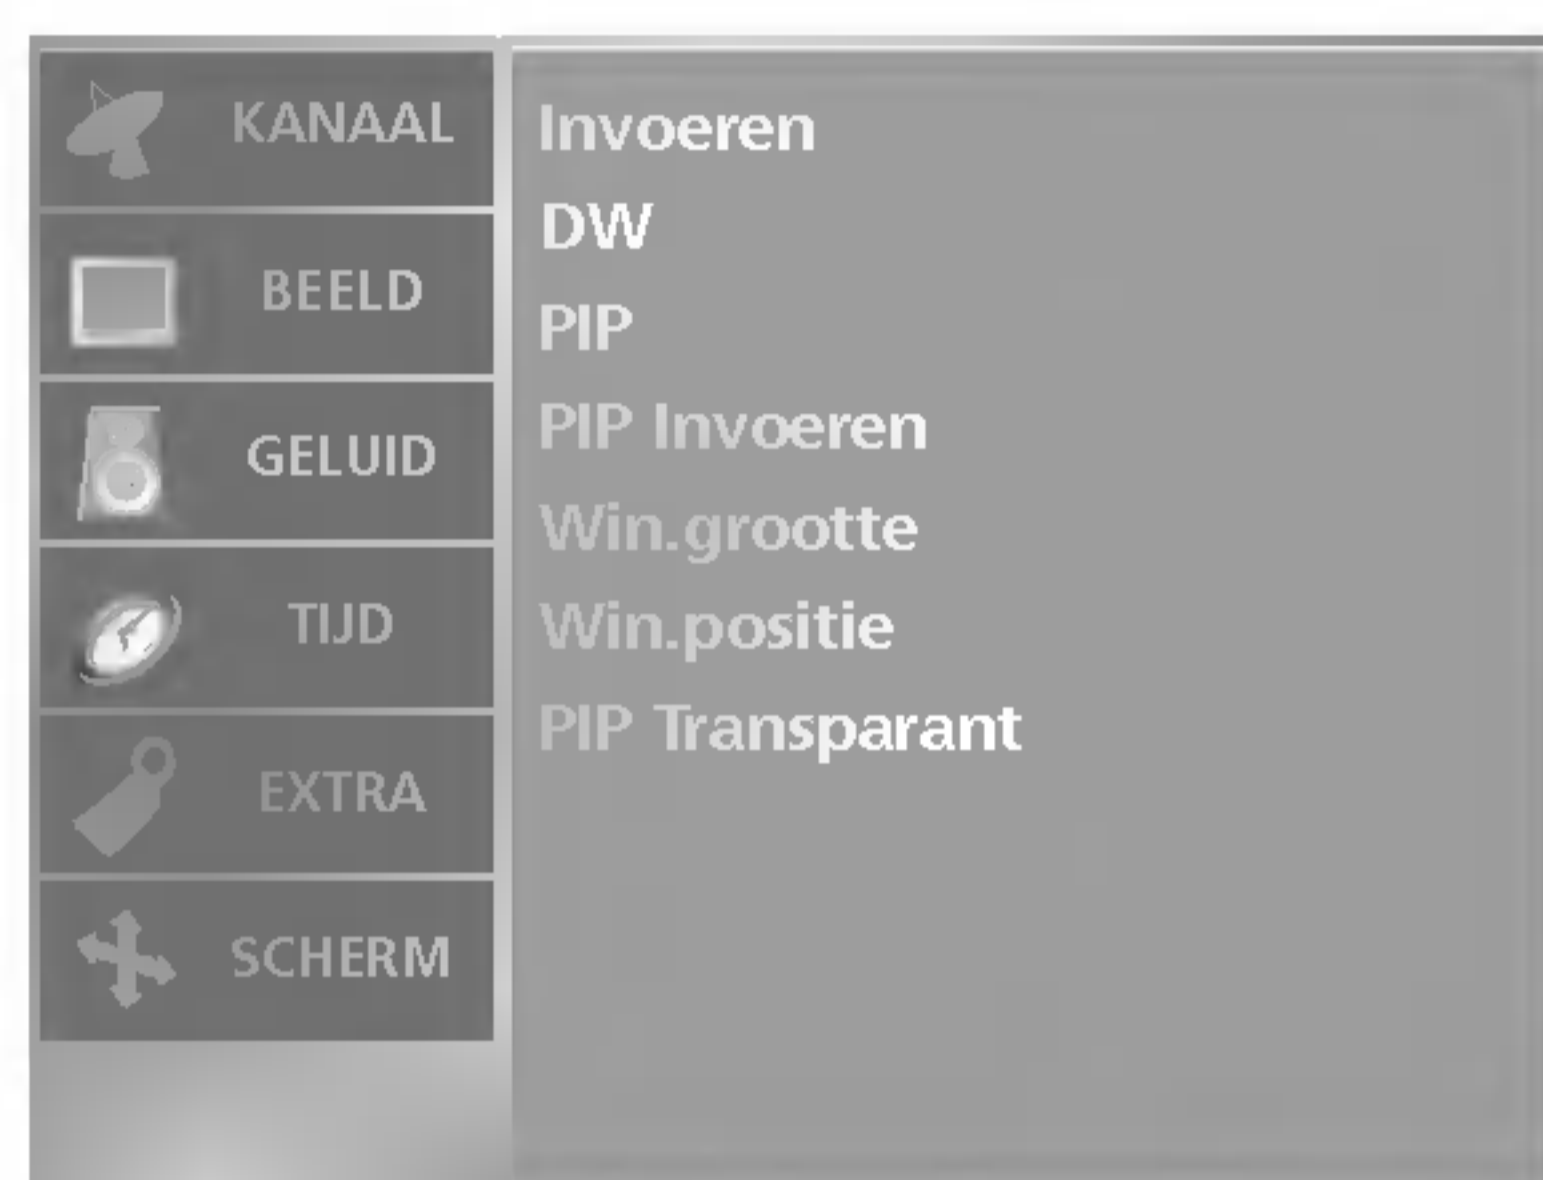 KANAAL
BEELD
GELUID
TIJD
EXTRA
SCHERM
Invoeren
DW
PIP
PIP Invoeren
Win.grootte
Win.positie
PIP Transparant